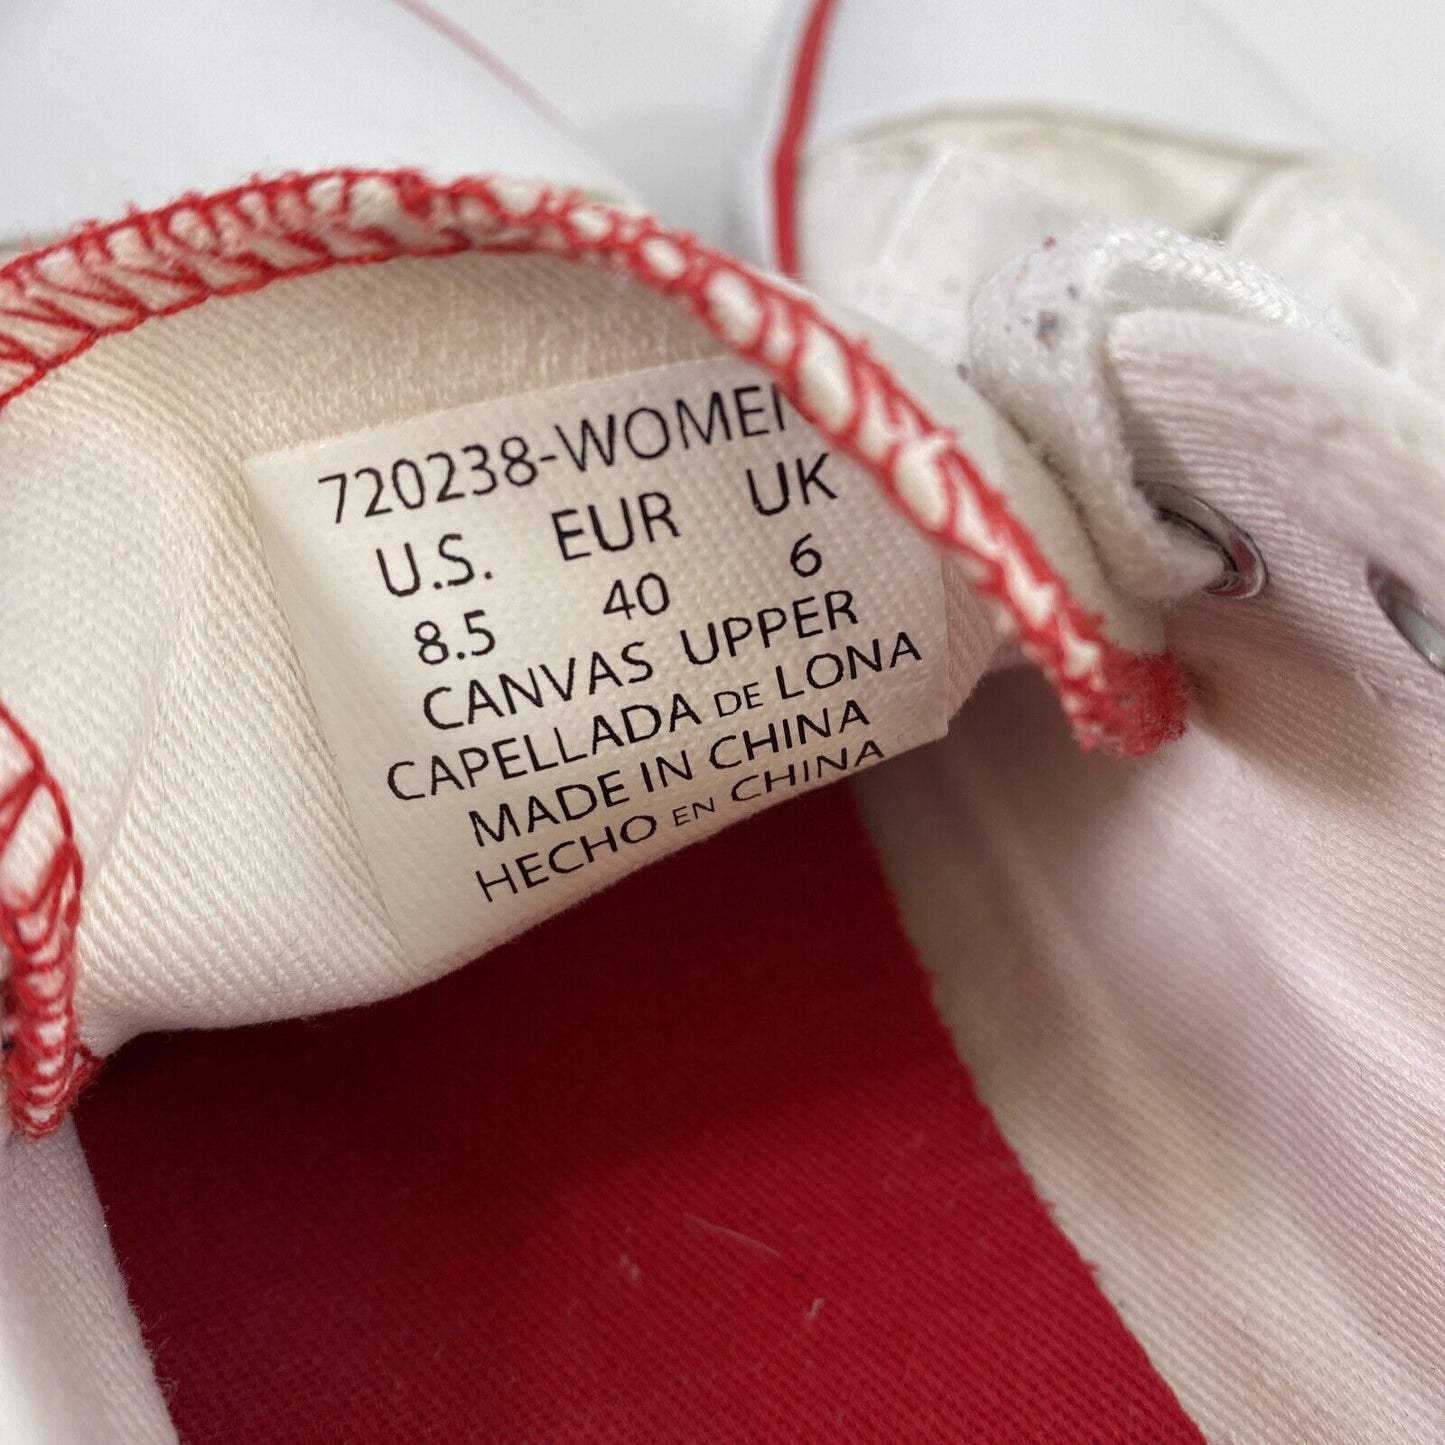 720238-WOMEN
U.S. EUR UK
8.5 40 6
CANVAS UPPER
CAPELLADA DE LONA
MADE IN CHINA
HECHO EN CHINA